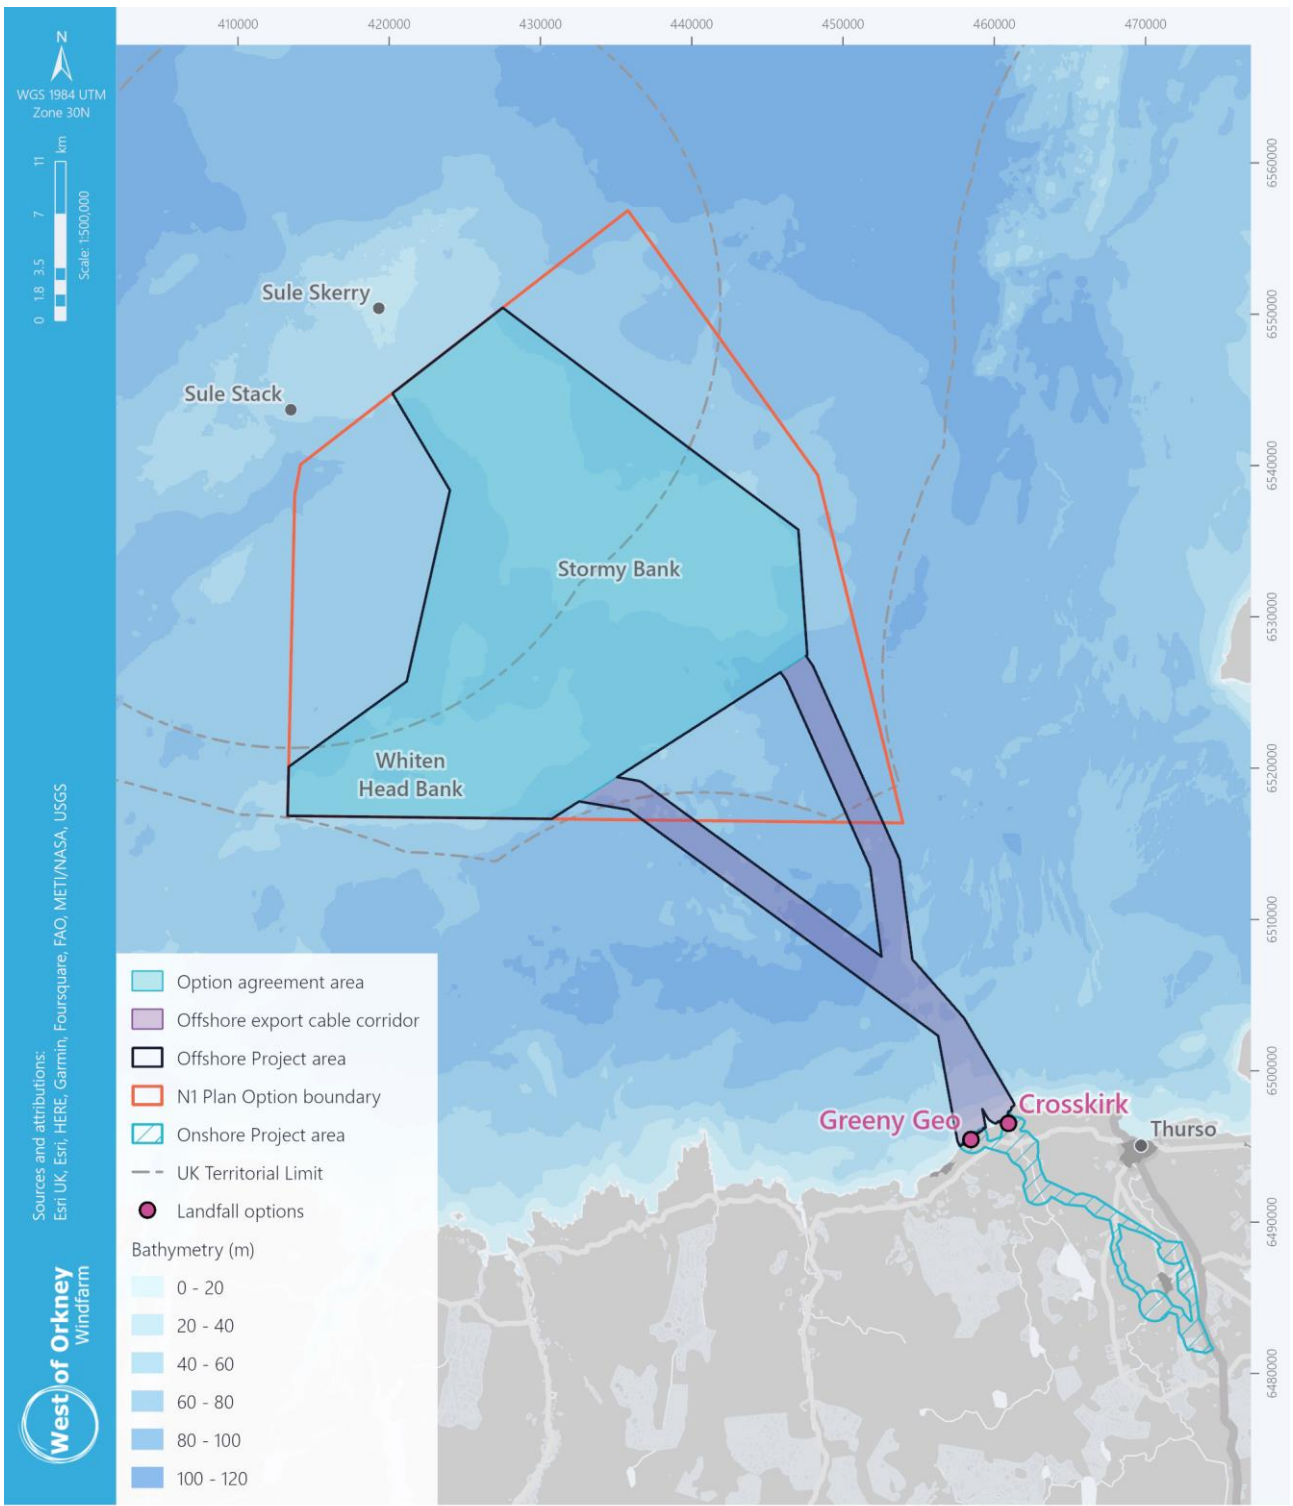 410000 420000 430000 440000 450000 460000 470000
N
WGS 1984 UTM
Zone 30N
0 1.8 3.5 7 11 km
Scale: 1:500,000
6560000
6550000
6540000
6530000
6520000
6510000
6500000
6490000
6480000
Sule Skerry
Sule Stack
Stormy Bank
Whiten
Head Bank
Greeny Geo
Crosskirk
Thurso
Option agreement area
Offshore export cable corridor
Offshore Project area
N1 Plan Option boundary
Onshore Project area
UK Territorial Limit
Landfall options
Bathymetry (m)
0 - 20
20 - 40
40 - 60
60 - 80
80 - 100
100 - 120
Sources and attributions:
Esri UK, Esri, HERE, Garmin, Foursquare, FAO, METI/NASA, USGS
West of Orkney
Windfarm